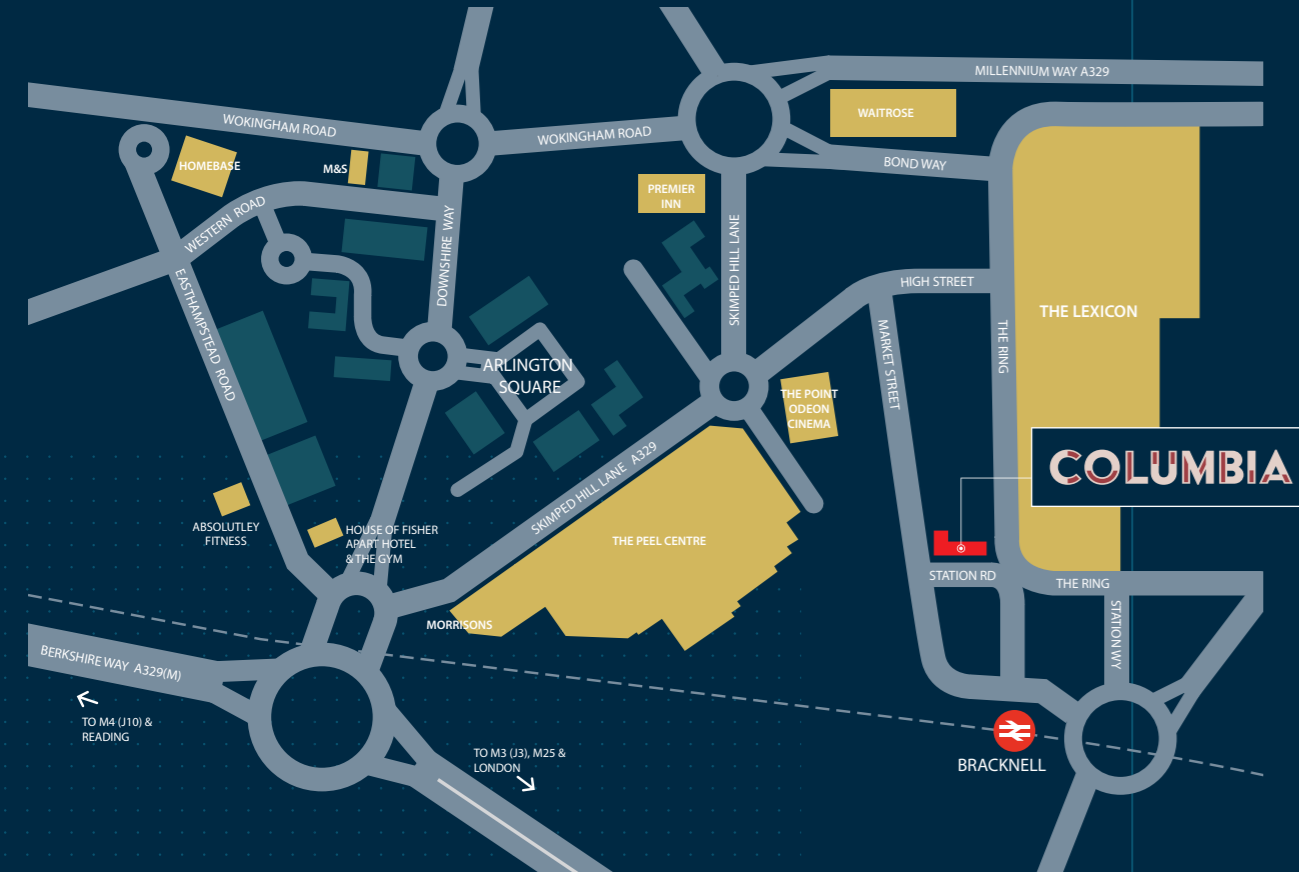 MILLENNIUM WAY A329
WOKINGHAM ROAD
WOKINGHAM ROAD
WAITROSE
BOND WAY
HOMEBASE
M&S
PREMIER
INN
WESTERN ROAD
DOWNSHIRE WAY
SKIMPED HILL LANE
HIGH STREET
THE LEXICON
EASTHAMPSTEAD ROAD
MARKET STREET
THE RING
ARLINGTON
SQUARE
THE POINT
ODEON
CINEMA
COLUMBIA
SKIMPED HILL LANE A329
ABSOLUTLEY
FITNESS
HOUSE OF FISHER
APART HOTEL
& THE GYM
THE PEEL CENTRE
STATION RD
THE RING
MORRISONS
STATION WY
BERKSHIRE WAY A329(M)
TO M4 (J10) &
READING
TO M3 (J3), M25 &
LONDON
BRACKNELL